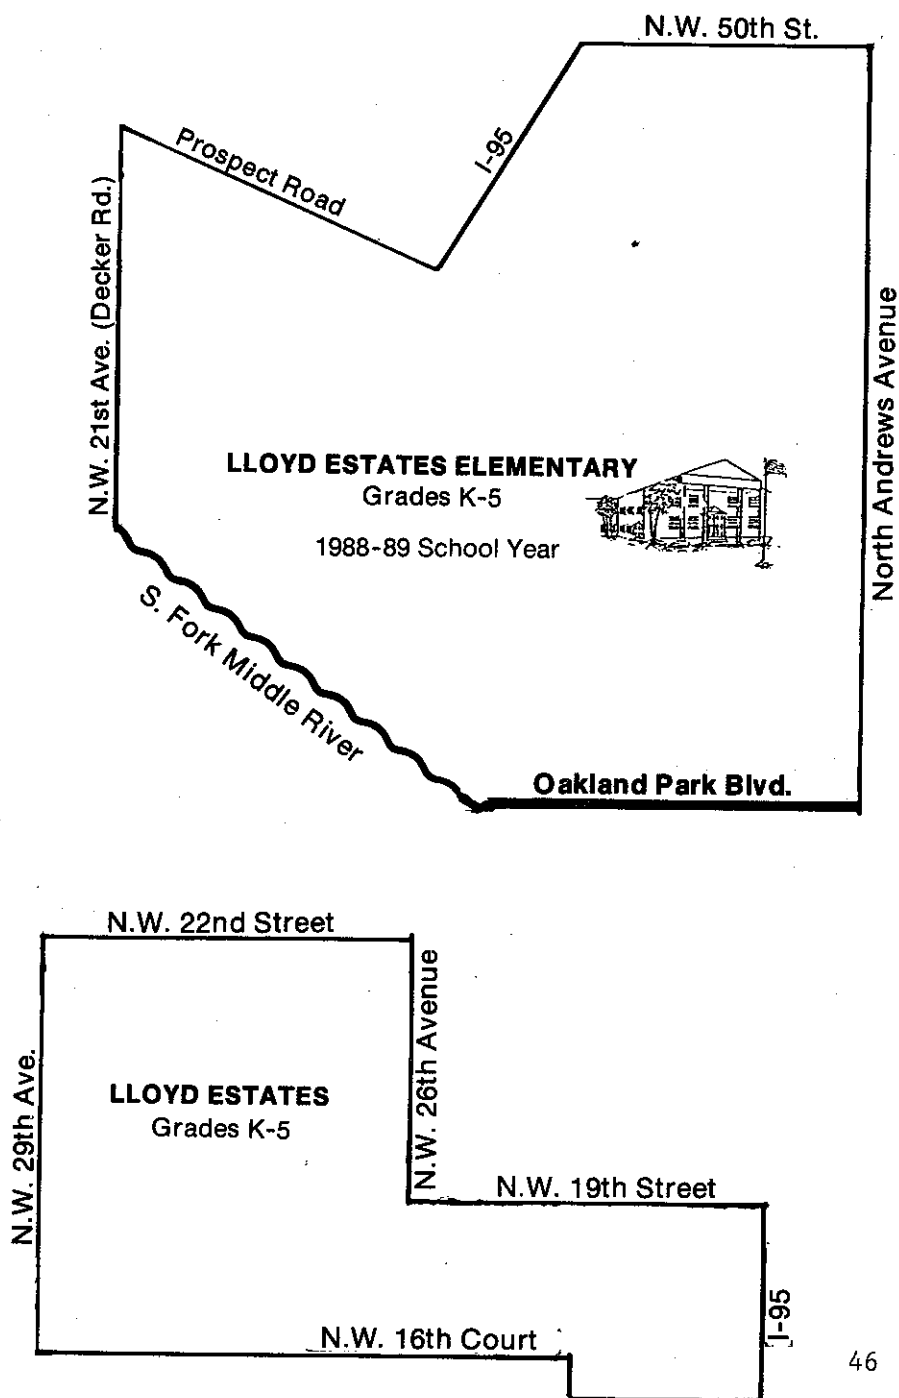 N.W. 50th St.
Prospect Road
I-95
N.W. 21st Ave. (Decker Rd.)
North Andrews Avenue
LLOYD ESTATES ELEMENTARY
Grades K-5
1988-89 School Year
S. Fork Middle River
Oakland Park Blvd.
N.W. 22nd Street
N.W. 26th Avenue
N.W. 29th Ave.
LLOYD ESTATES
Grades K-5
N.W. 19th Street
I-95
N.W. 16th Court
46